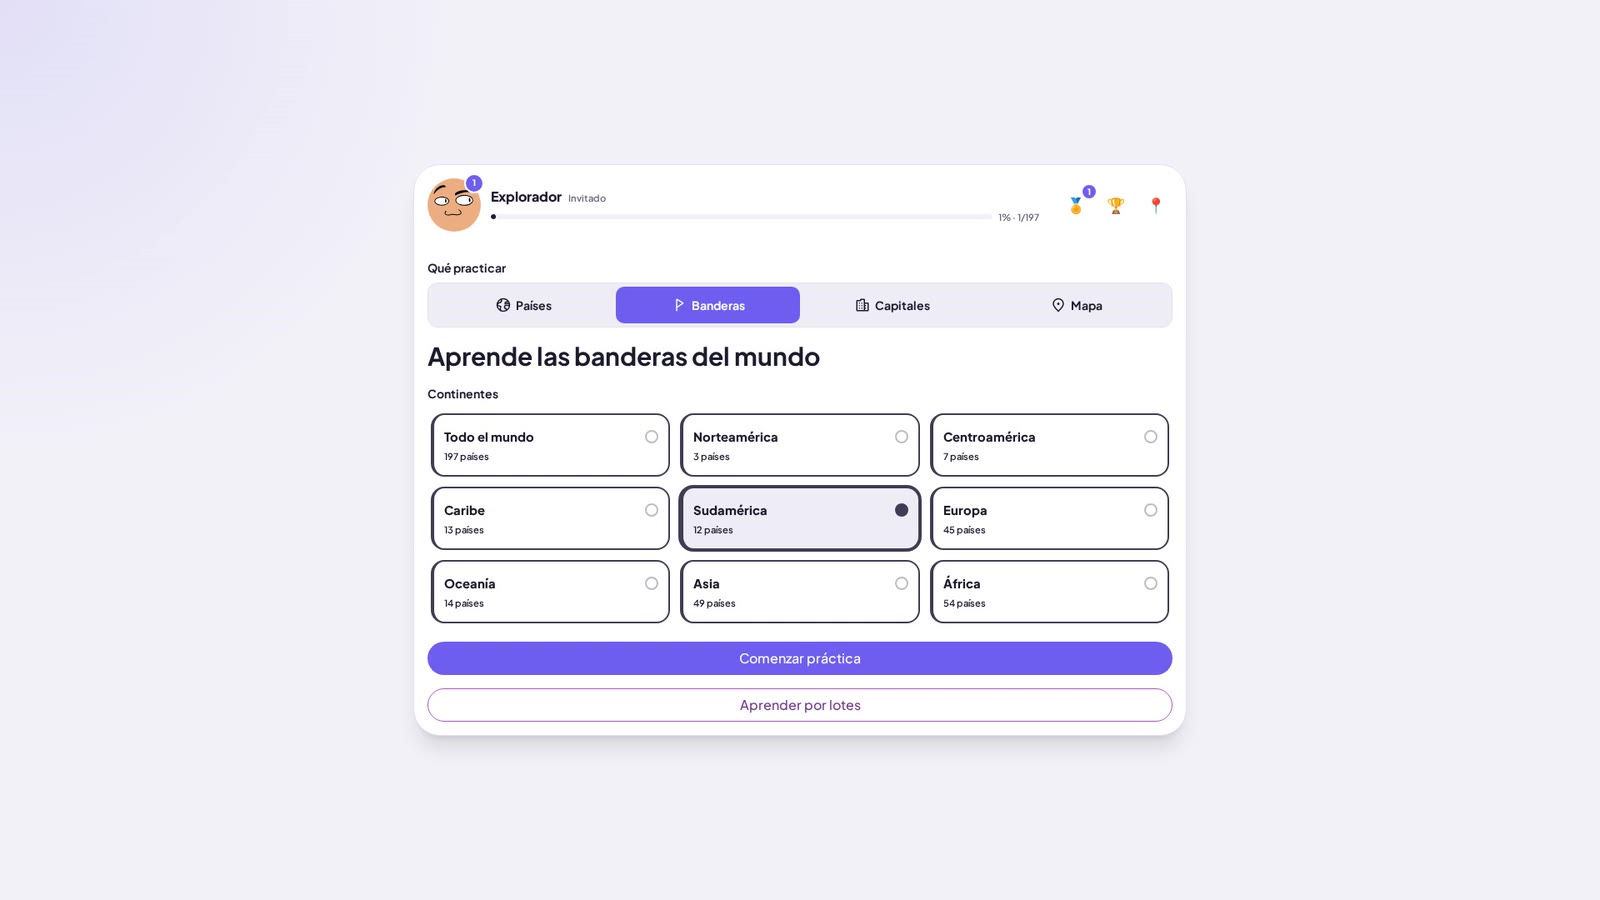 1
Explorador Invitado
1% · 1/197
1
Qué practicar
Países Banderas Capitales Mapa
Aprende las banderas del mundo
Continentes
Todo el mundo
197 países
Norteamérica
3 países
Centroamérica
7 países
Caribe
13 países
Sudamérica
12 países
Europa
45 países
Oceanía
14 países
Asia
49 países
África
54 países
Comenzar práctica
Aprender por lotes